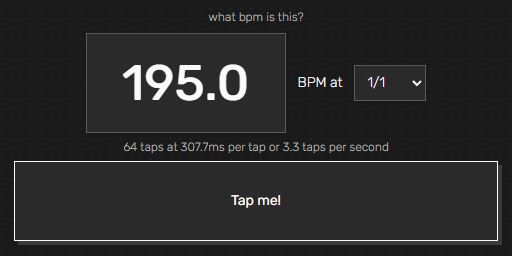 what bpm is this?
195.0 BPM at 1/1
64 taps at 307.7ms per tap or 3.3 taps per second
Tap me!